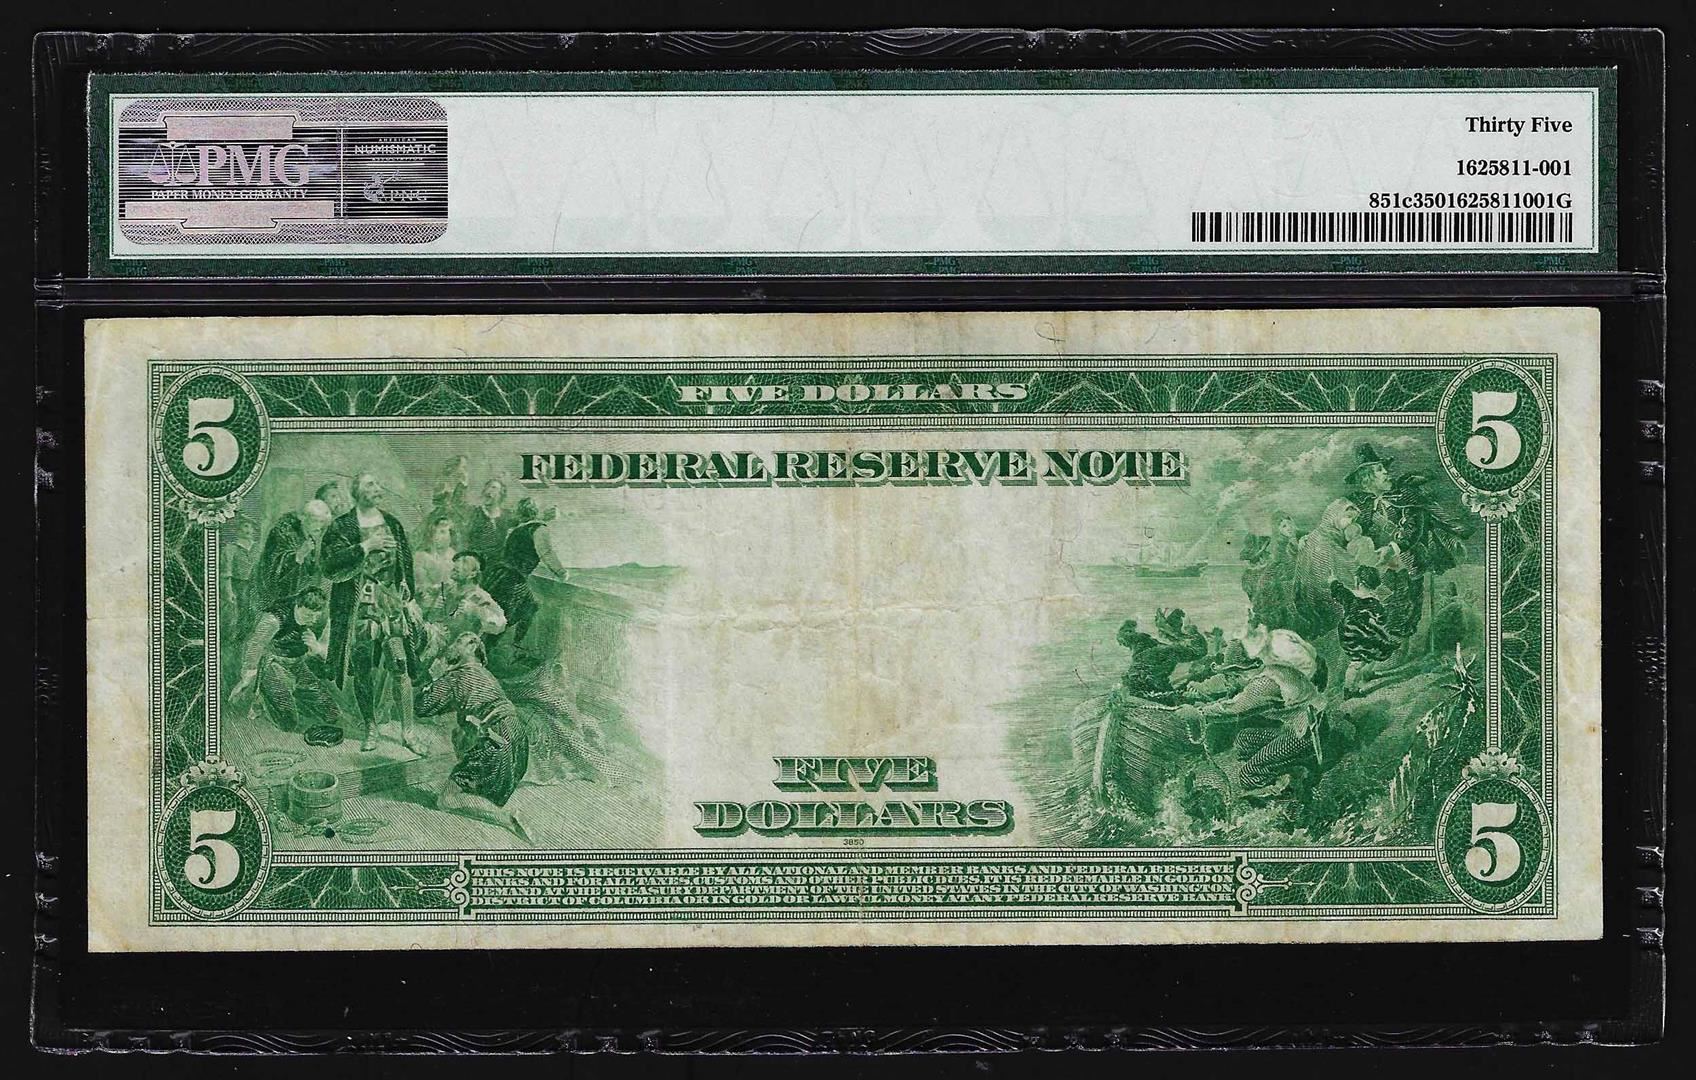 PMG
PAPER MONEY GUARANTY
AMERICAN
NUMISMATIC
ASSOCIATION
PNG
Thirty Five
1625811-001
851c3501625811001G
FIVE DOLLARS
5
5
FEDERAL RESERVE NOTE
FIVE
DOLLARS
3850
5
5
THIS NOTE IS RECEIVABLE BY ALL NATIONAL AND MEMBER BANKS AND FEDERAL RESERVE
BANKS AND FOR ALL TAXES, CUSTOMS AND OTHER PUBLIC DUES. IT IS REDEEMABLE IN GOLD ON
DEMAND AT THE TREASURY DEPARTMENT OF THE UNITED STATES IN THE CITY OF WASHINGTON,
DISTRICT OF COLUMBIA OR IN GOLD OR LAWFUL MONEY AT ANY FEDERAL RESERVE BANK.